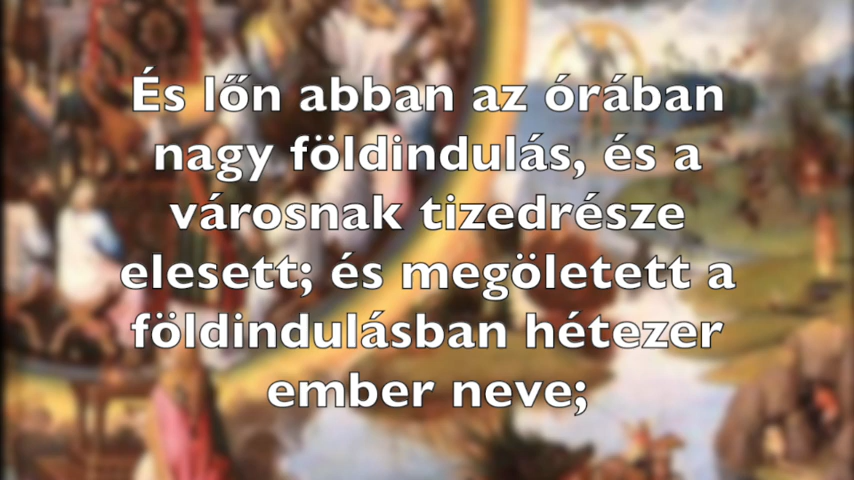 És lőn abban az órában
nagy földindulás, és a
városnak tizedrésze
elesett; és megöletett a
földindulásban hétezer
ember neve;